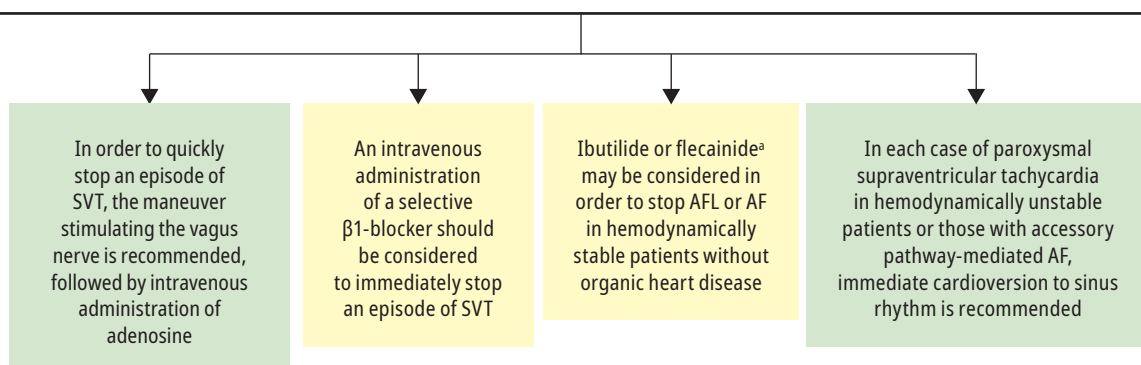 In order to quickly
stop an episode of
SVT, the maneuver
stimulating the vagus
nerve is recommended,
followed by intravenous
administration of
adenosine
An intravenous
administration
of a selective
β1-blocker should
be considered
to immediately stop
an episode of SVT
Ibutilide or flecainideᵃ
may be considered in
order to stop AFL or AF
in hemodynamically
stable patients without
organic heart disease
In each case of paroxysmal
supraventricular tachycardia
in hemodynamically unstable
patients or those with accessory
pathway-mediated AF,
immediate cardioversion to sinus
rhythm is recommended